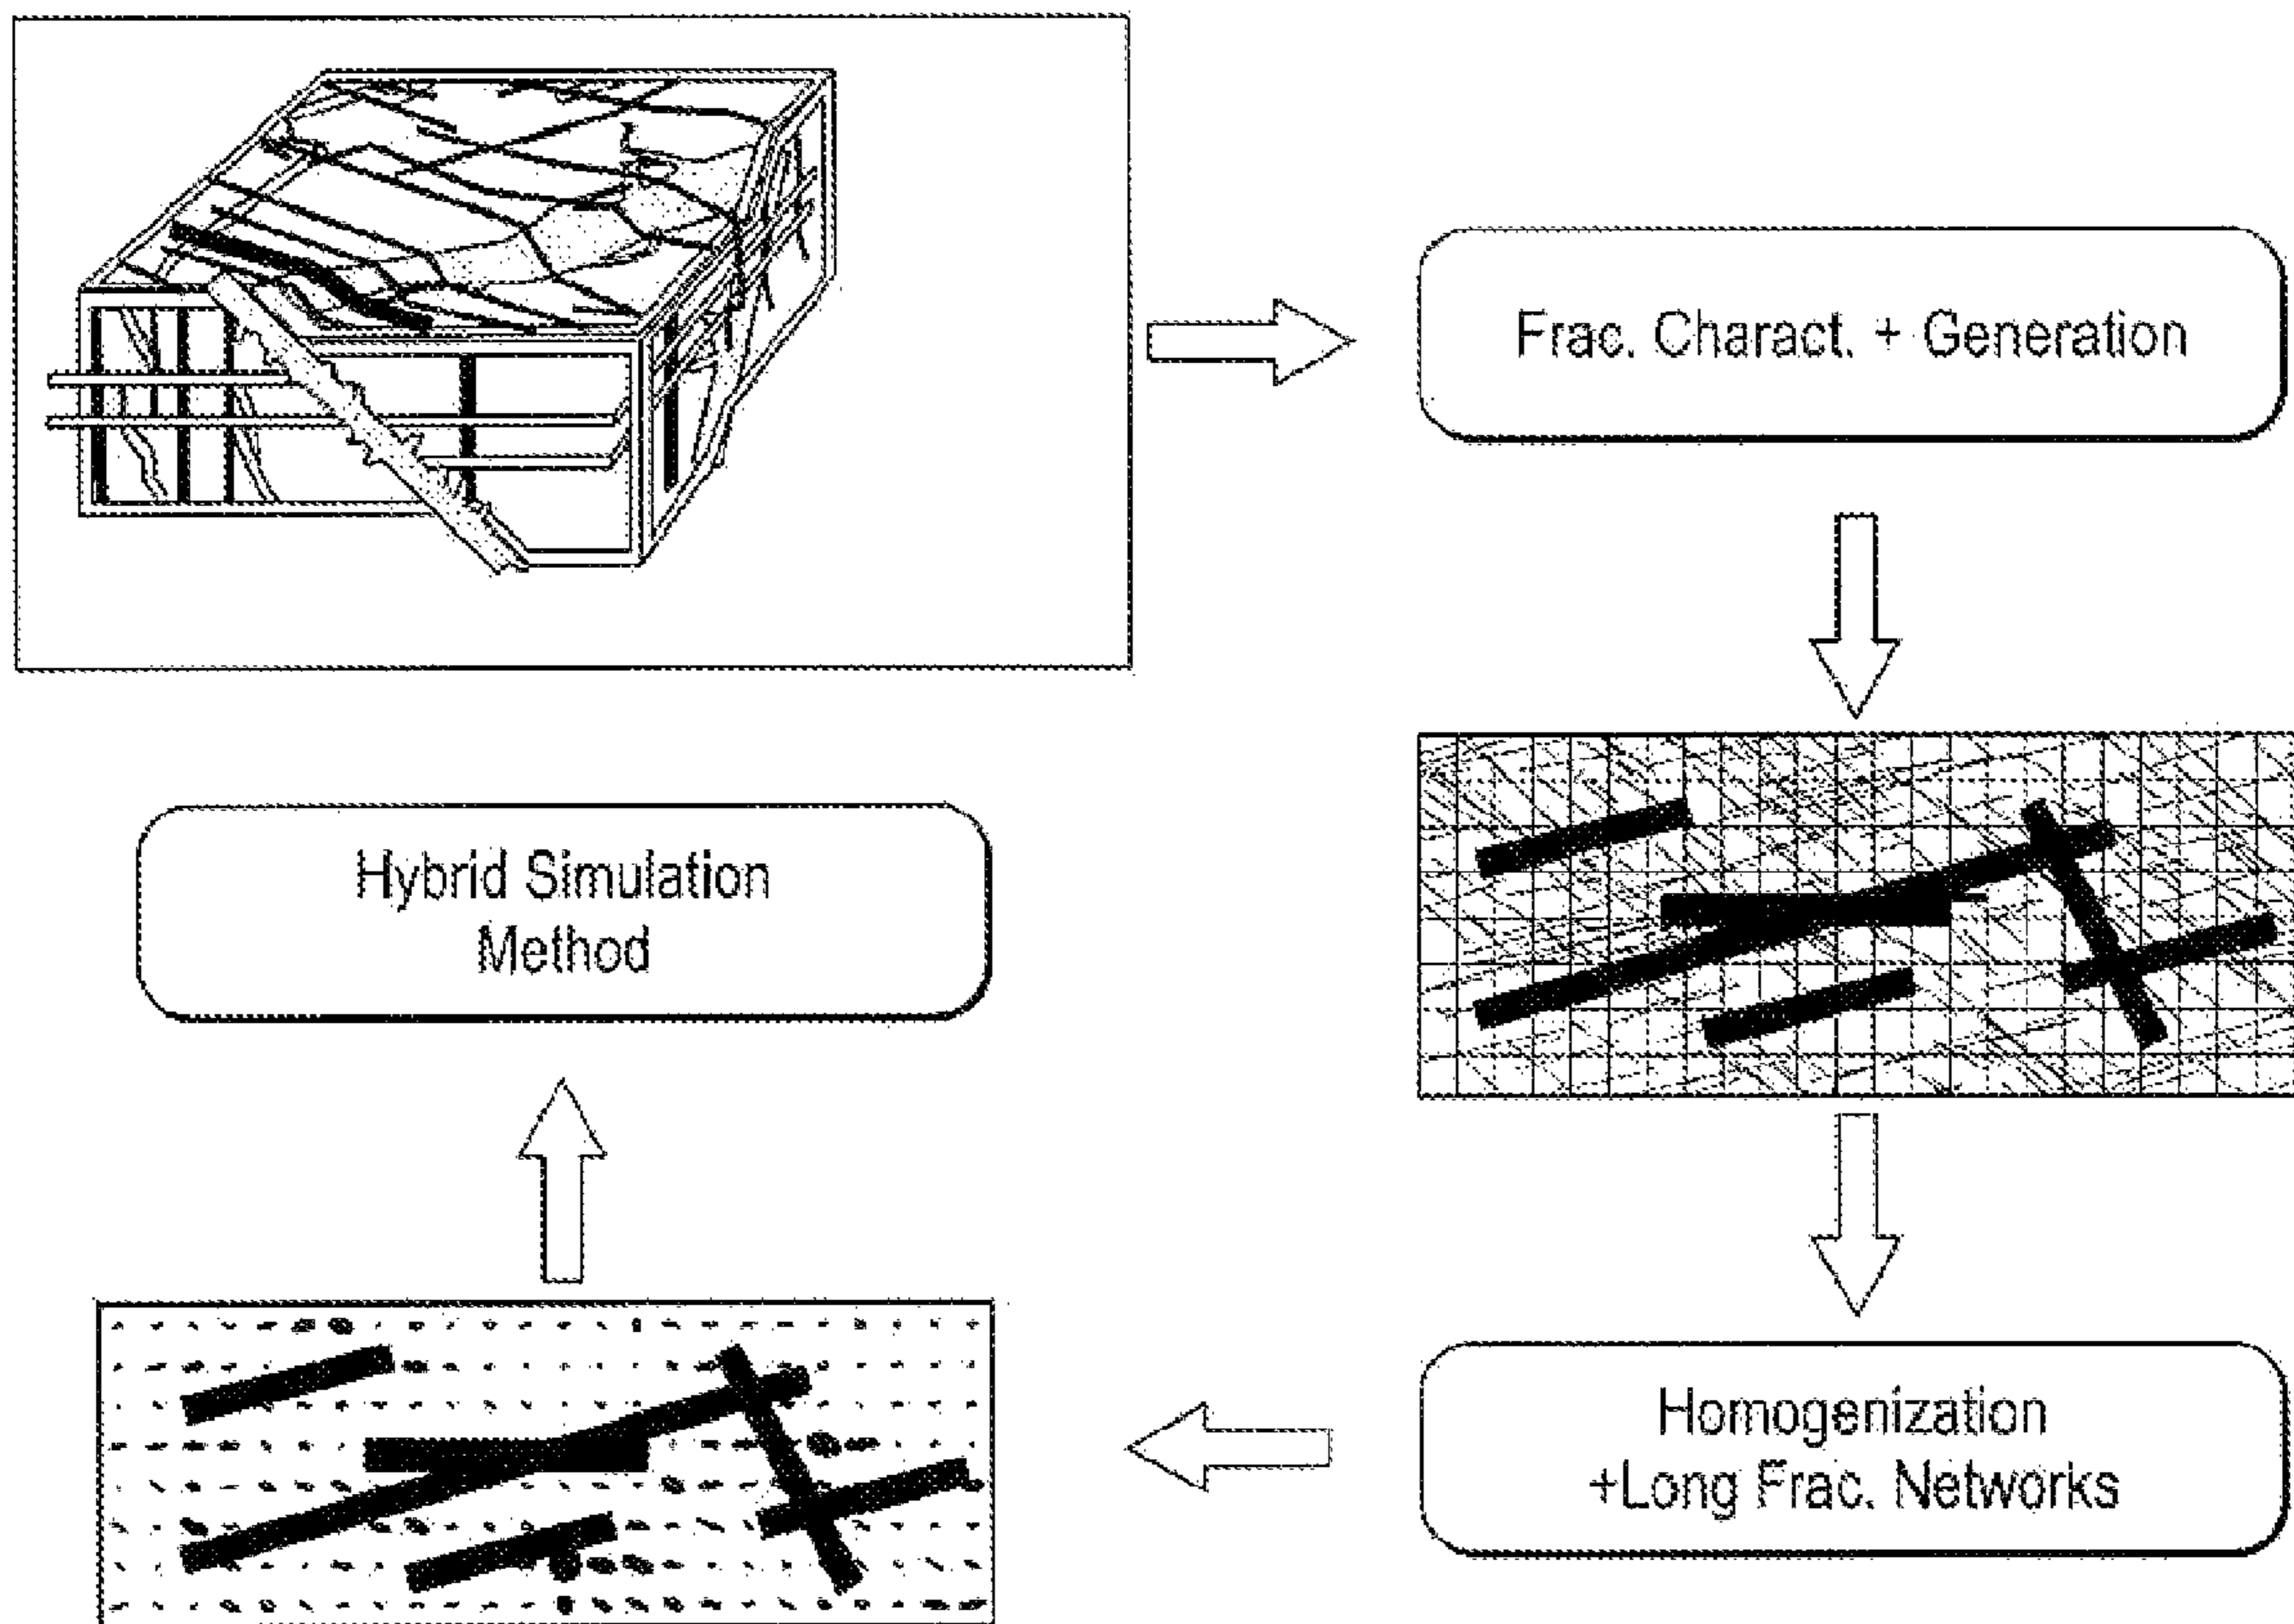 Frac. Charact. + Generation
Hybrid Simulation
Method
Homogenization
+Long Frac. Networks